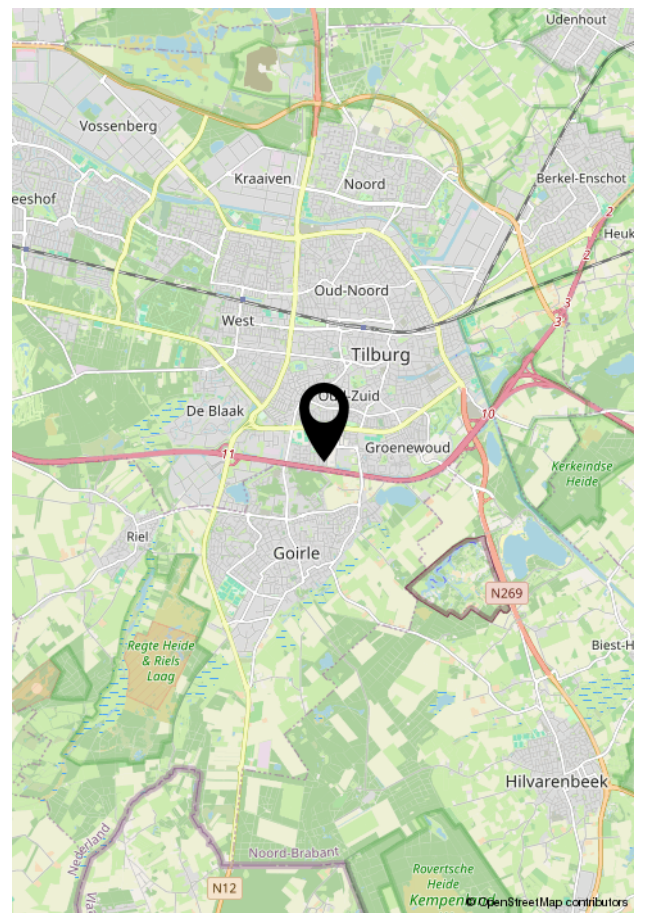 Udenhout
Vossenberg
Kraaiven
Noord
Berkel-Enschot
eeshof
2
Heuk
2
Oud-Noord
3
West
3
Tilburg
De Blaak
10
Groenewoud
11
Kerkeindse
Heide
Riel
Goirle
N269
Regte Heide
& Riels
Laag
Biest-H
Hilvarenbeek
Nederland
Noord-Brabant
Vla
N12
Rovertsche
Heide
© OpenStreetMap contributors